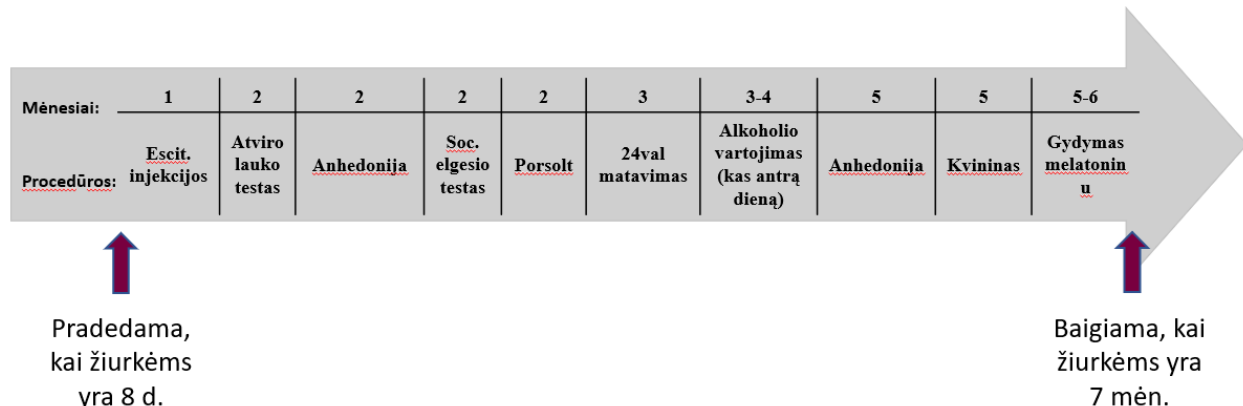 Mėnesiai: 1 2 2 2 2 3 3-4 5 5 5-6
Procedūros:
Escit.
injekcijos
Atviro
lauko
testas
Anhedonija
Soc.
elgesio
testas
Porsolt
24val
matavimas
Alkoholio
vartojimas
(kas antrą
dieną)
Anhedonija
Kvininas
Gydymas
melatonin
u
Pradedama,
kai žiurkėms
yra 8 d.
Baigiama, kai
žiurkėms yra
7 mėn.